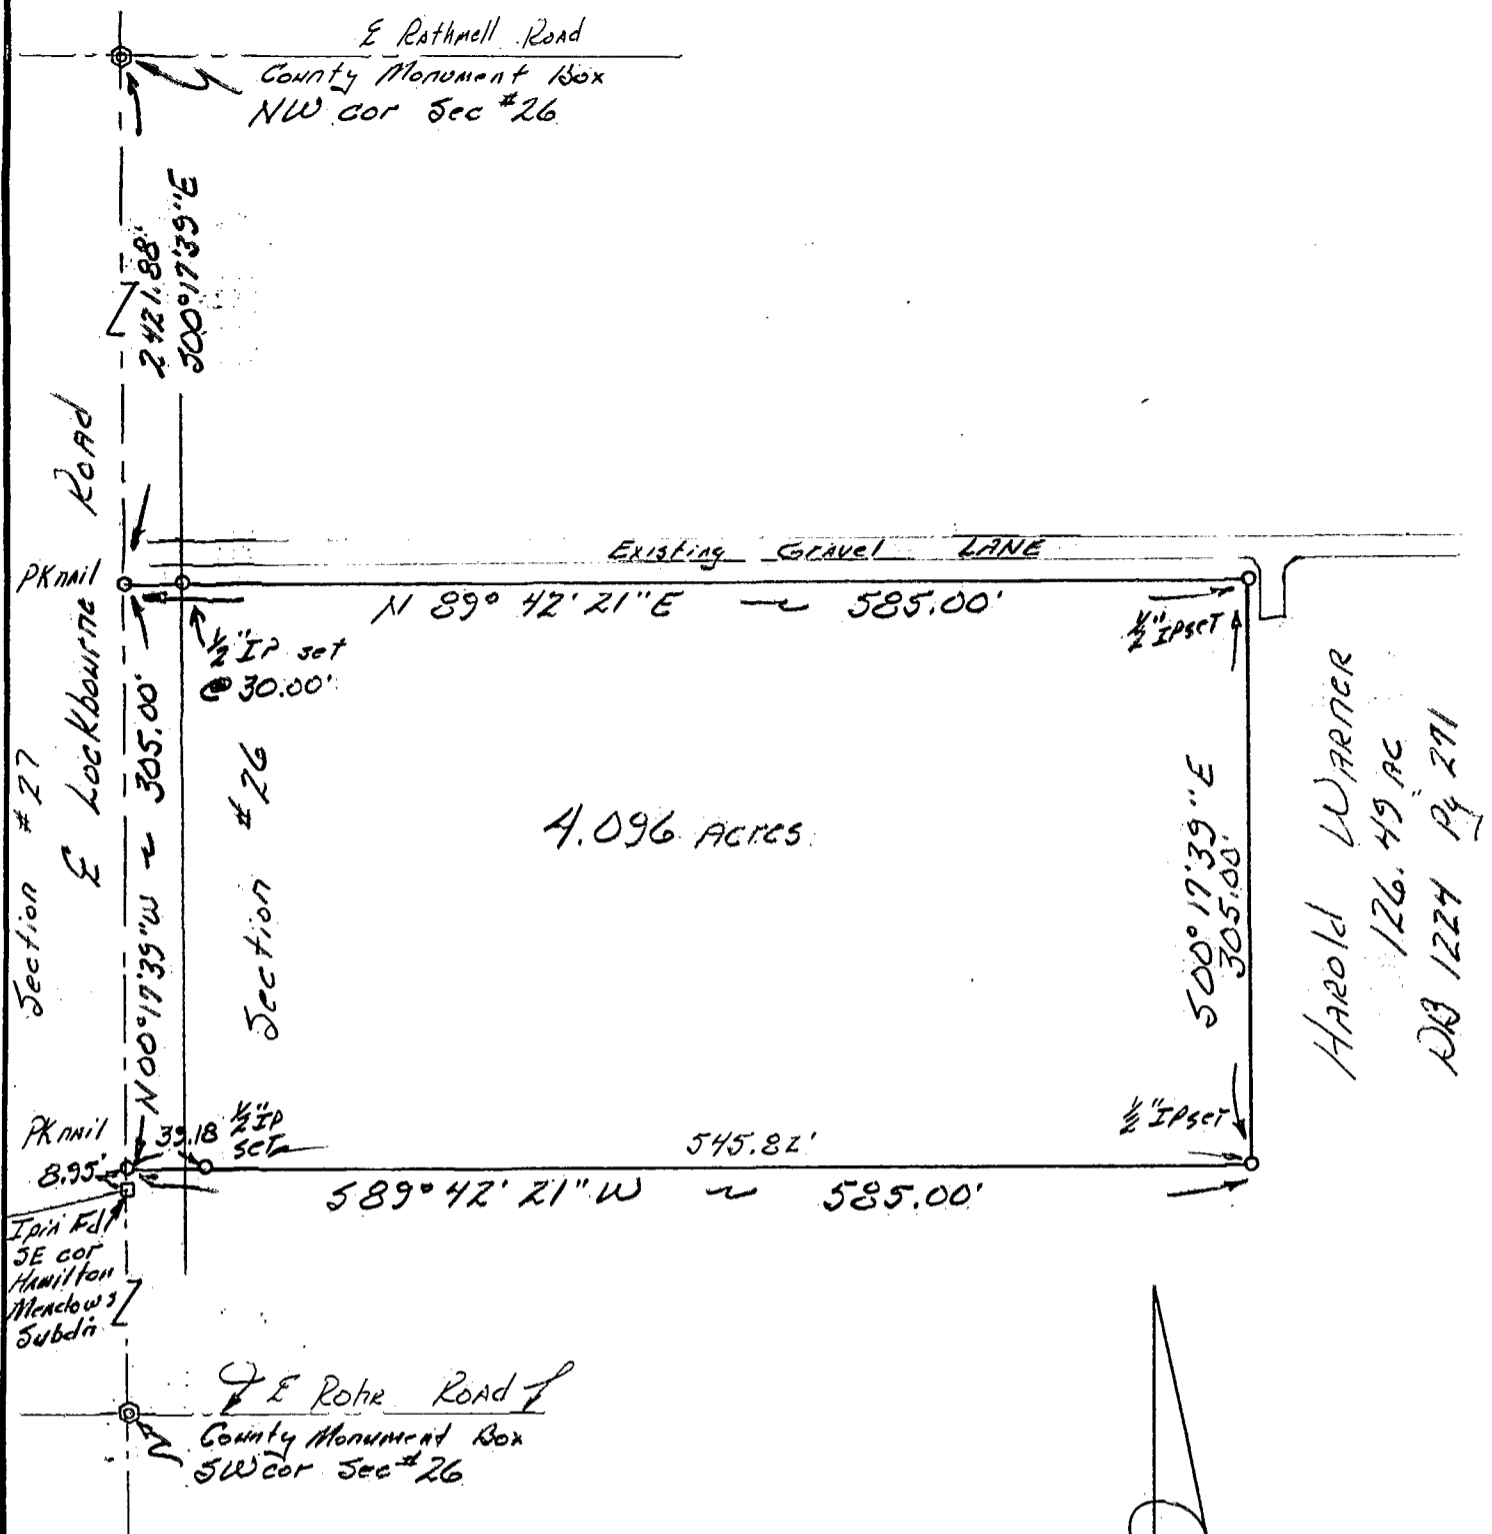 ℄ Rathmell Road
County Monument Box
NW cor Sec #26
2421.88'
S00°17'39"E
℄ Lockbourne Road
Existing Gravel LANE
PK nail
N 89° 42' 21" E ~ 585.00'
½" IP set
½" IP set
@ 30.00'
N00°17'39"W ~ 305.00'
Section #27
Section #26
4.096 Acres
S00°17'39"E
305.00'
HAROLD WARNER
126.49 AC
DB 1224 Pg 271
PK nail
8.95'
39.18
½" IP
SET
545.82'
½" IP SET
S89° 42' 21" W ~ 585.00'
I pin Fd
SE cor
Hamilton
Meadows
Subdn
℄ Rohr Road
County Monument Box
SW cor Sec #26